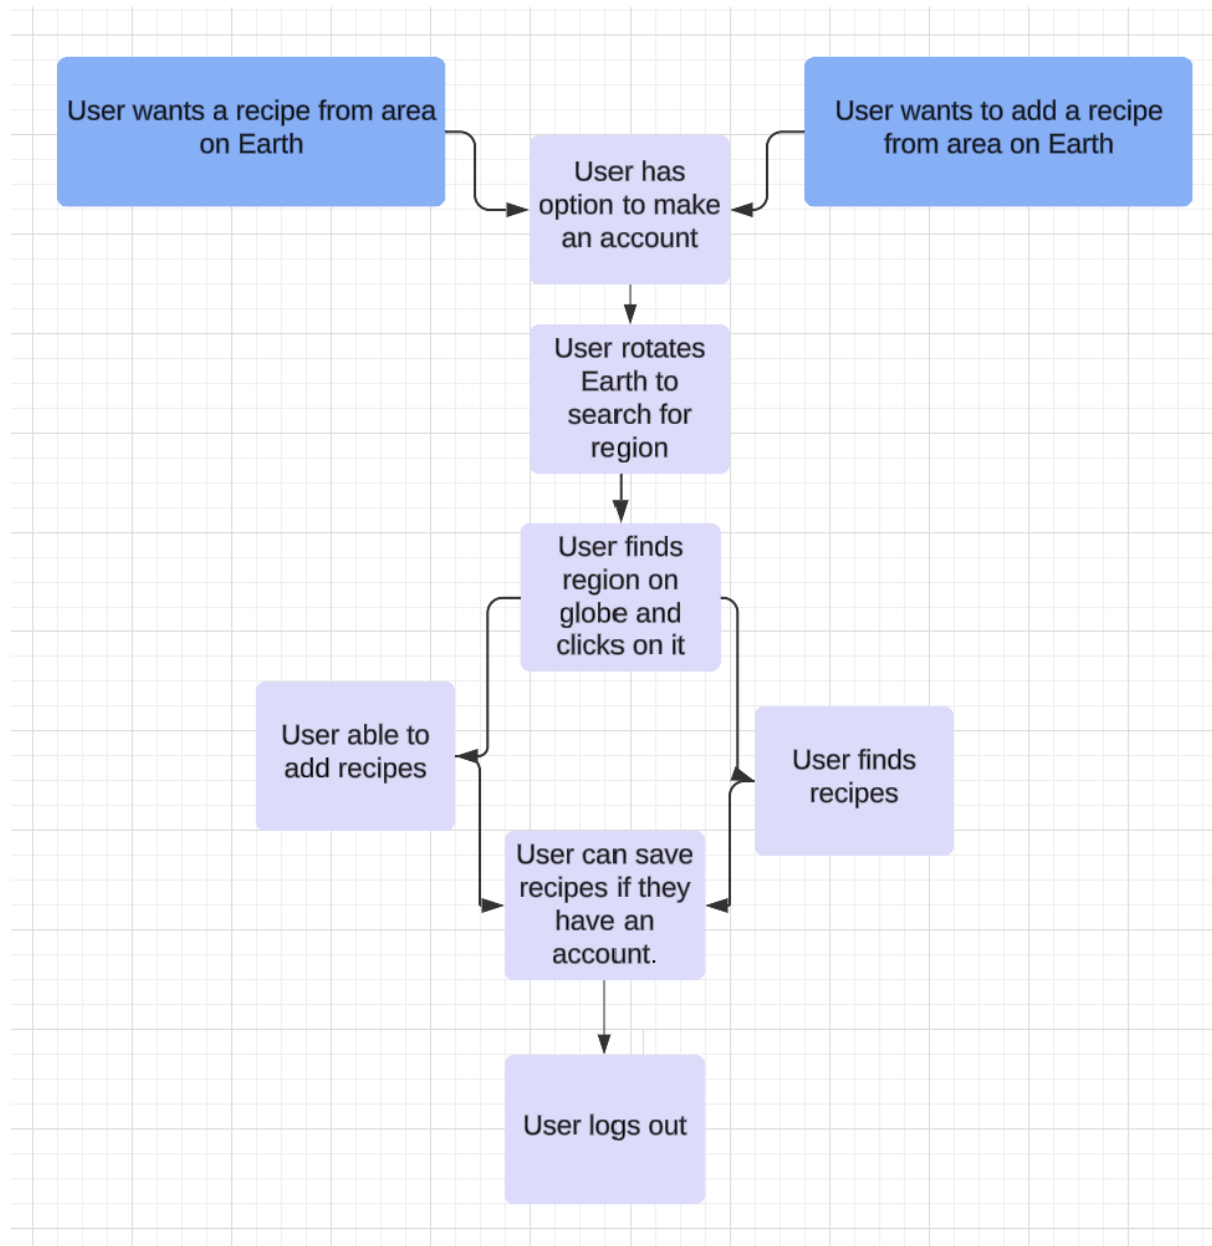 User wants a recipe from area
on Earth
User wants to add a recipe
from area on Earth
User has
option to make
an account
User rotates
Earth to
search for
region
User finds
region on
globe and
clicks on it
User able to
add recipes
User finds
recipes
User can save
recipes if they
have an
account.
User logs out